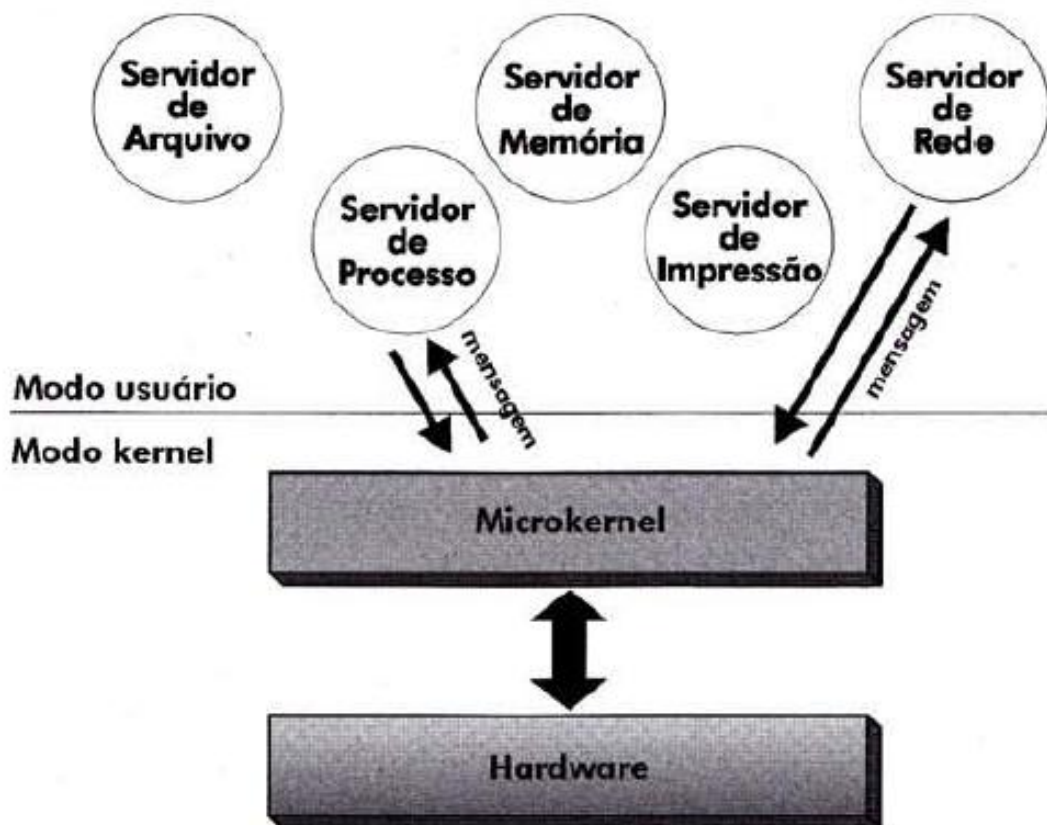 Servidor
de
Arquivo
Servidor
de
Memória
Servidor
de
Rede
Servidor
de
Processo
Servidor
de
Impressão
mensagem
mensagem
Modo usuário
Modo kernel
Microkernel
Hardware